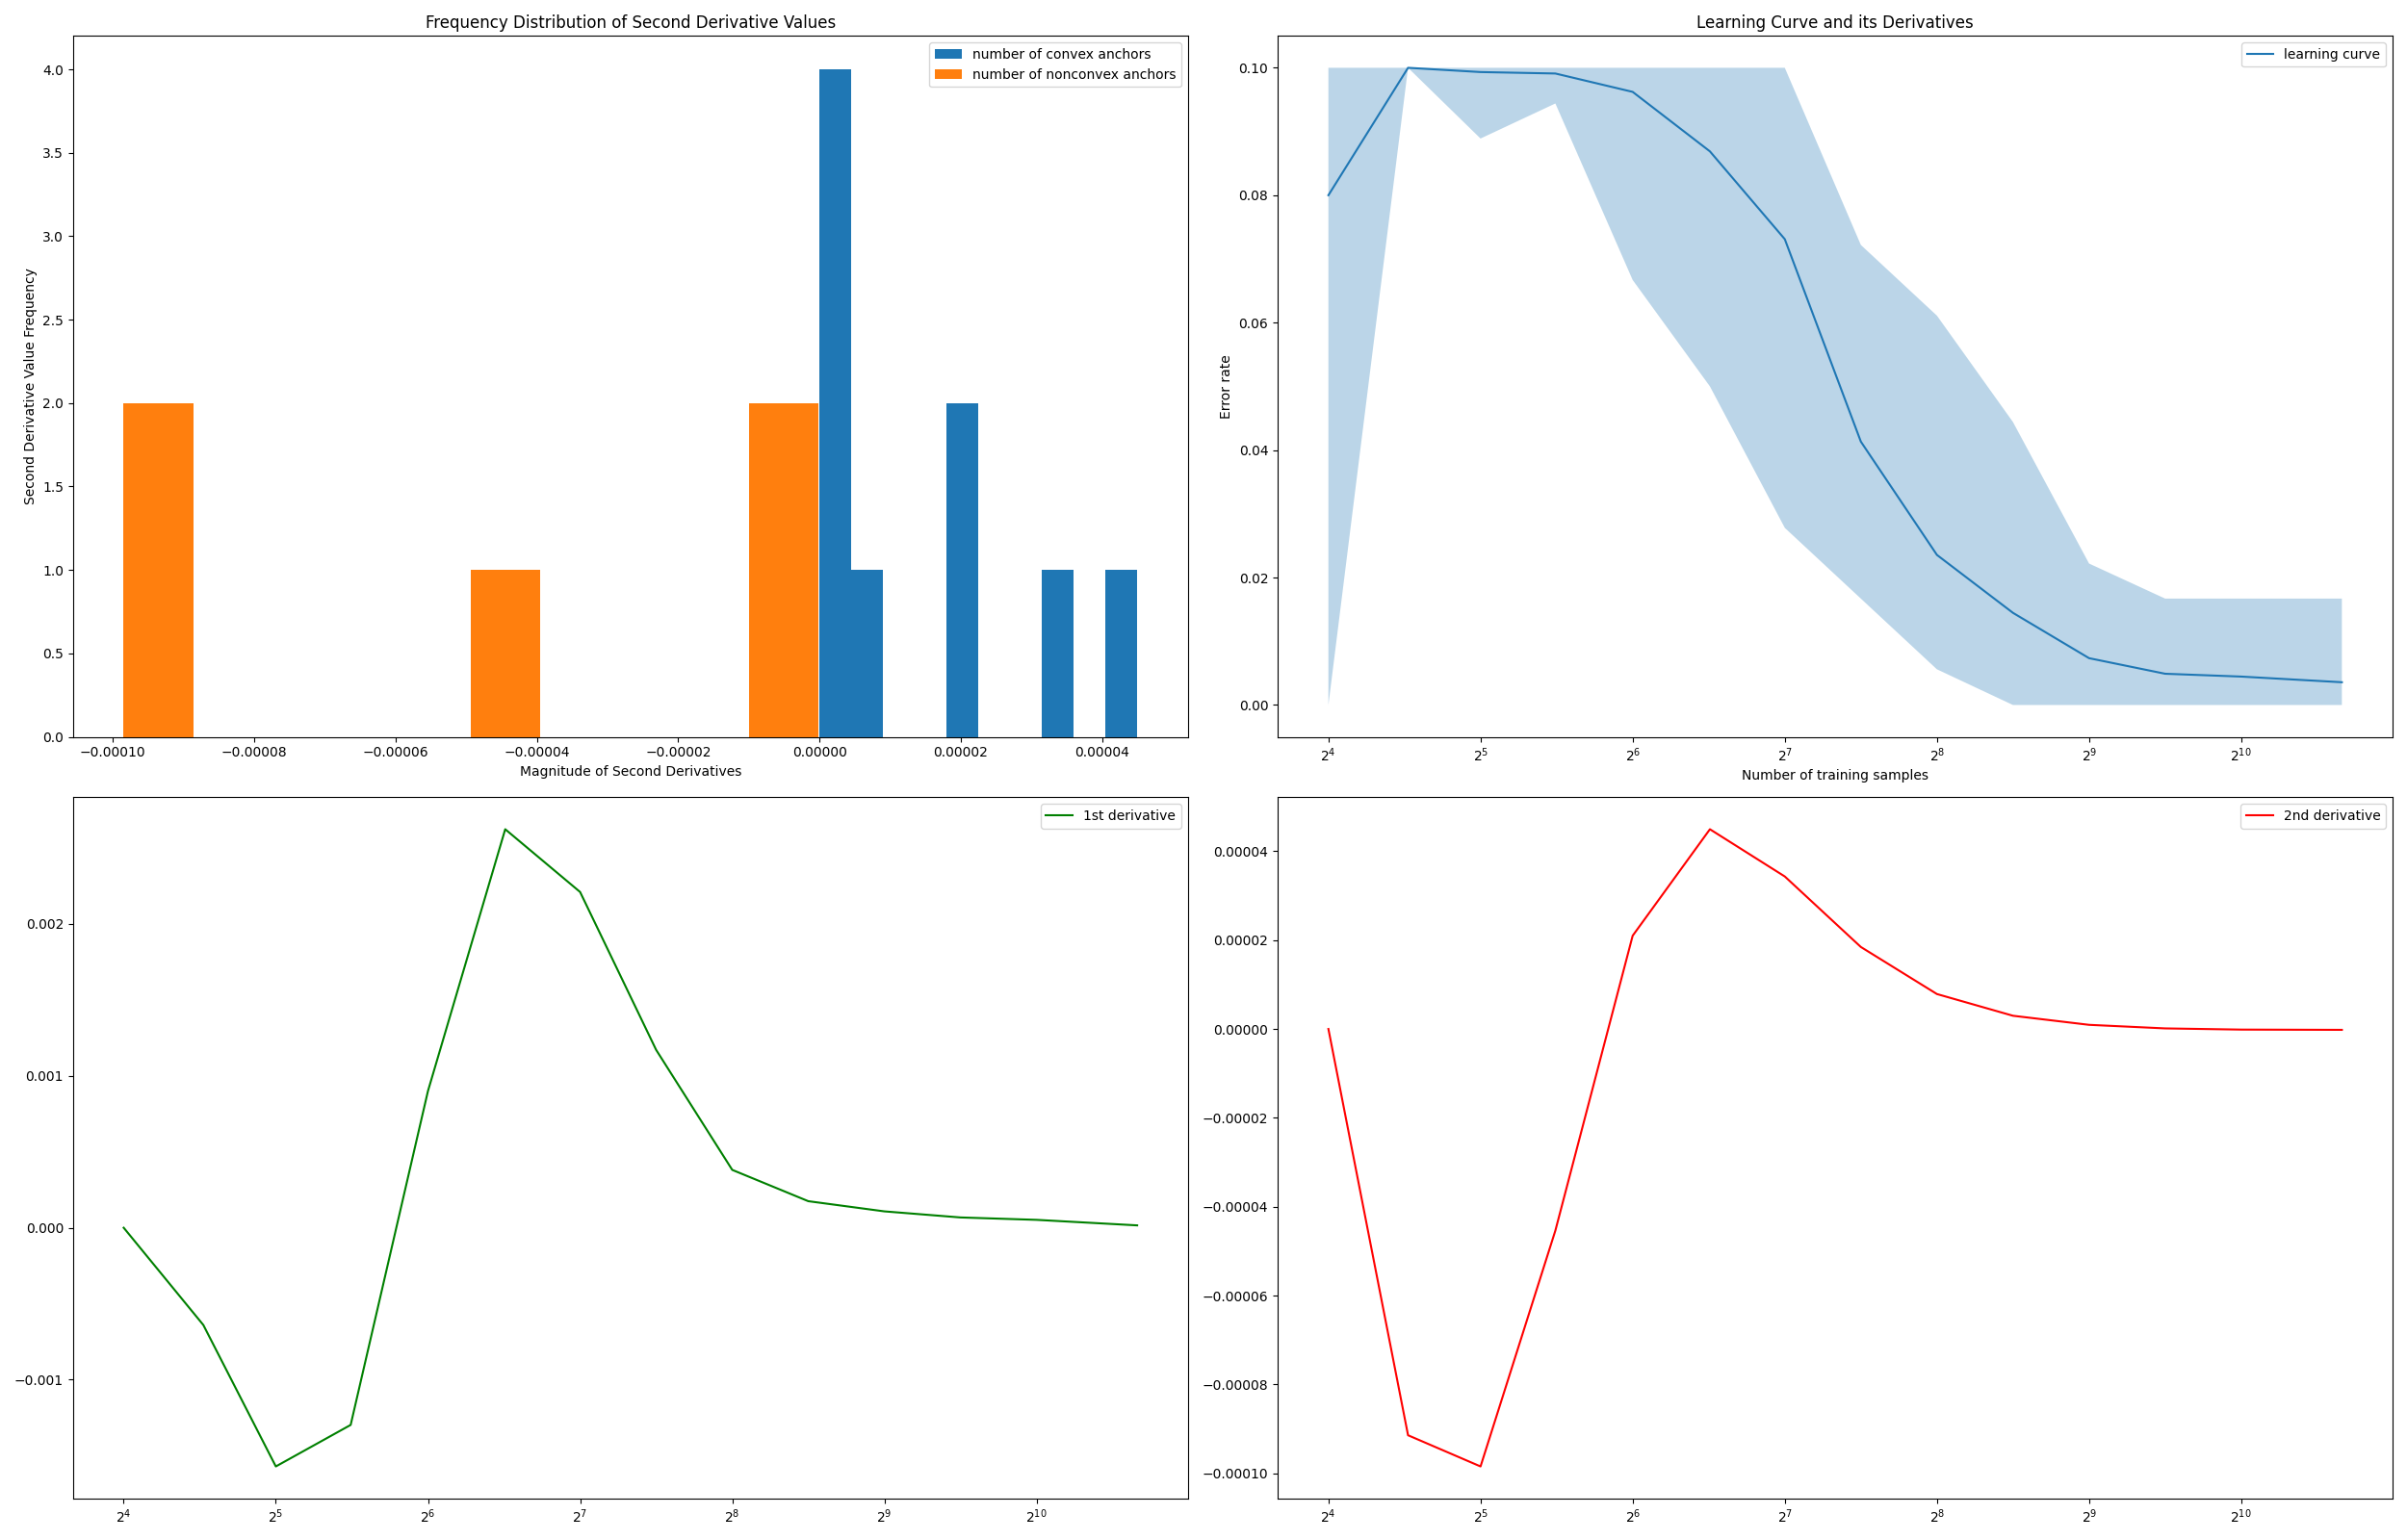 Frequency Distribution of Second Derivative Values
number of convex anchors
number of nonconvex anchors
4.0
3.5
3.0
2.5
2.0
1.5
1.0
0.5
0.0
Second Derivative Value Frequency
−0.00010 −0.00008 −0.00006 −0.00004 −0.00002 0.00000 0.00002 0.00004
Magnitude of Second Derivatives
Learning Curve and its Derivatives
learning curve
0.10
0.08
0.06
0.04
0.02
0.00
Error rate
2⁴ 2⁵ 2⁶ 2⁷ 2⁸ 2⁹ 2¹⁰
Number of training samples
1st derivative
0.002
0.001
0.000
−0.001
2⁴ 2⁵ 2⁶ 2⁷ 2⁸ 2⁹ 2¹⁰
2nd derivative
0.00004
0.00002
0.00000
−0.00002
−0.00004
−0.00006
−0.00008
−0.00010
2⁴ 2⁵ 2⁶ 2⁷ 2⁸ 2⁹ 2¹⁰